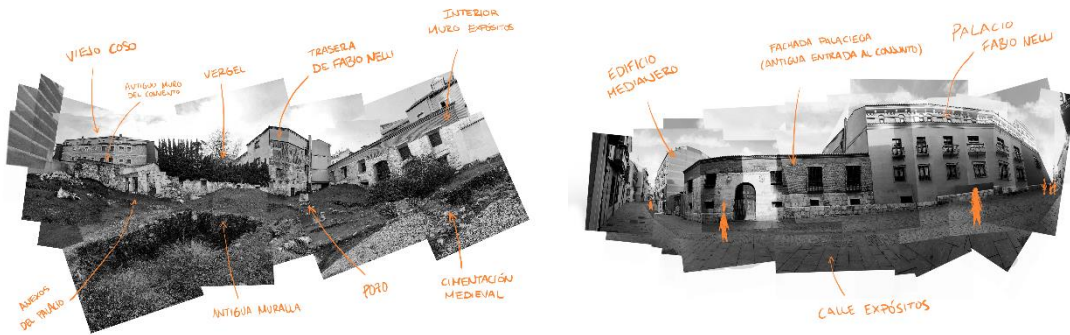 VIEJO COSO
ANTIGUO MURO
DEL CONVENTO
VERGEL
TRASERA
DE FABIO NELLI
INTERIOR
MURO EXPÓSITOS
ANEXOS
DEL PALACIO
ANTIGUA MURALLA
POZO
CIMENTACIÓN
MEDIEVAL
EDIFICIO
MEDIANERO
FACHADA PALACIEGA
(ANTIGUA ENTRADA AL CONJUNTO)
PALACIO
FABIO NELLI
CALLE EXPÓSITOS